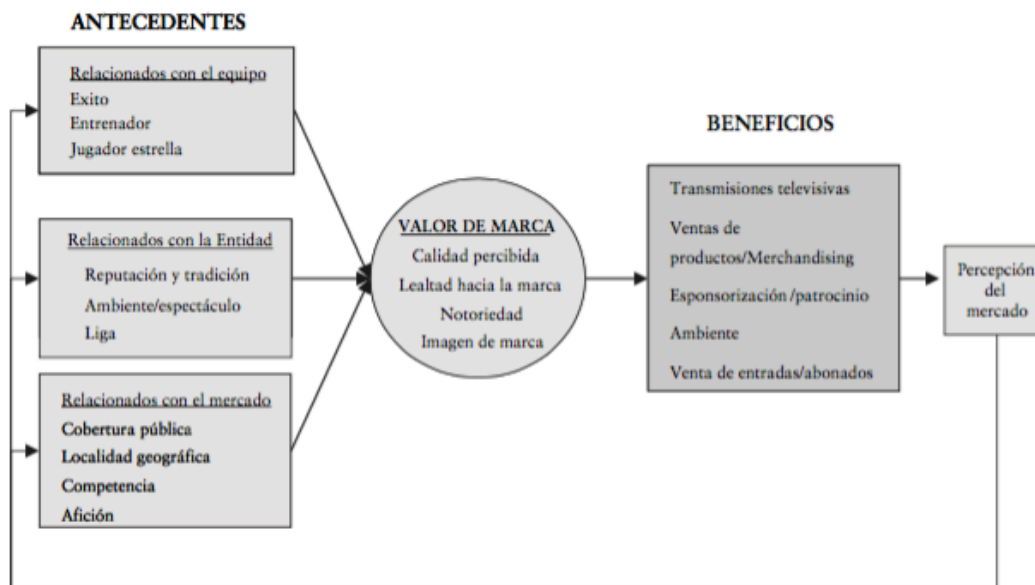 ANTECEDENTES
Relacionados con el equipo
Exito
Entrenador
Jugador estrella
Relacionados con la Entidad
Reputación y tradición
Ambiente/espectáculo
Liga
Relacionados con el mercado
Cobertura pública
Localidad geográfica
Competencia
Afición
VALOR DE MARCA
Calidad percibida
Lealtad hacia la marca
Notoriedad
Imagen de marca
BENEFICIOS
Transmisiones televisivas
Ventas de
productos/Merchandising
Esponsorización/patrocinio
Ambiente
Venta de entradas/abonados
Percepción
del
mercado